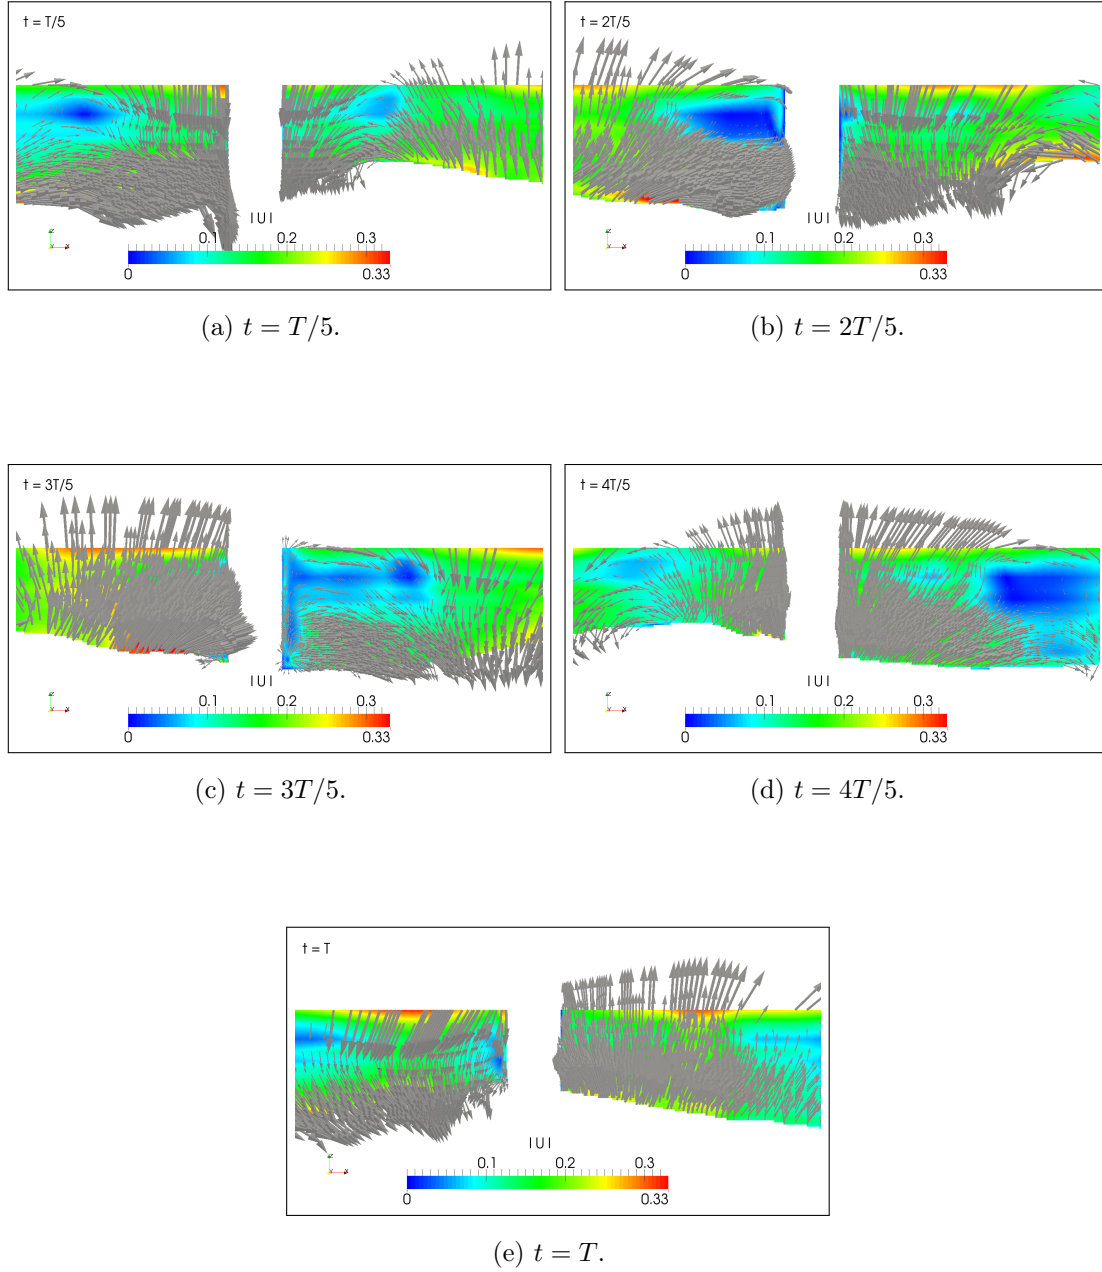 t = T/5
|U|
0.1 0.2 0.3
0 0.33
z
Y X
(a) t = T/5.
t = 2T/5
|U|
0.1 0.2 0.3
0 0.33
z
Y X
(b) t = 2T/5.
t = 3T/5
|U|
0.1 0.2 0.3
0 0.33
z
Y X
(c) t = 3T/5.
t = 4T/5
|U|
0.1 0.2 0.3
0 0.33
z
Y X
(d) t = 4T/5.
t = T
|U|
0.1 0.2 0.3
0 0.33
z
Y X
(e) t = T.